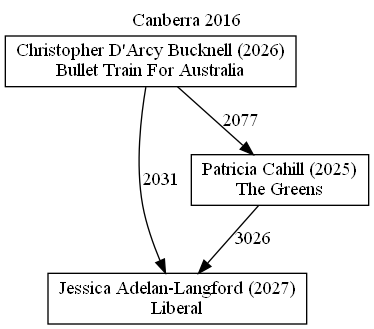 Canberra 2016
Christopher D'Arcy Bucknell (2026)
Bullet Train For Australia
2077
Patricia Cahill (2025)
The Greens
2031
3026
Jessica Adelan-Langford (2027)
Liberal